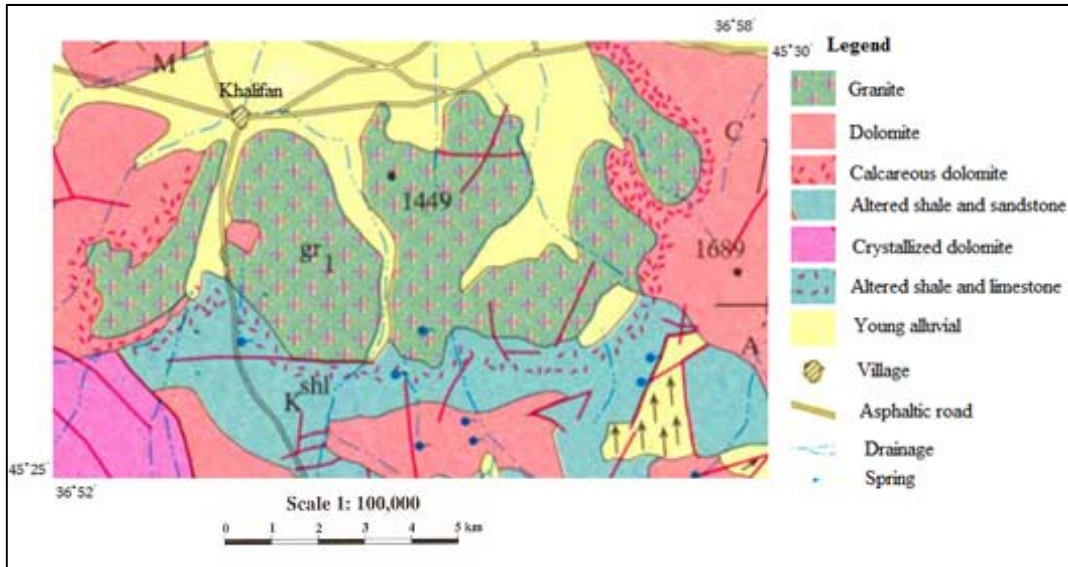 36°58'
45°30'
Legend
Granite
Dolomite
Calcareous dolomite
Altered shale and sandstone
Crystallized dolomite
Altered shale and limestone
Young alluvial
Village
Asphaltic road
Drainage
Spring
M
Khalifan
C
1449
gr1
1689
A
K shl
45°25'
36°52'
Scale 1: 100,000
0 1 2 3 4 5 km